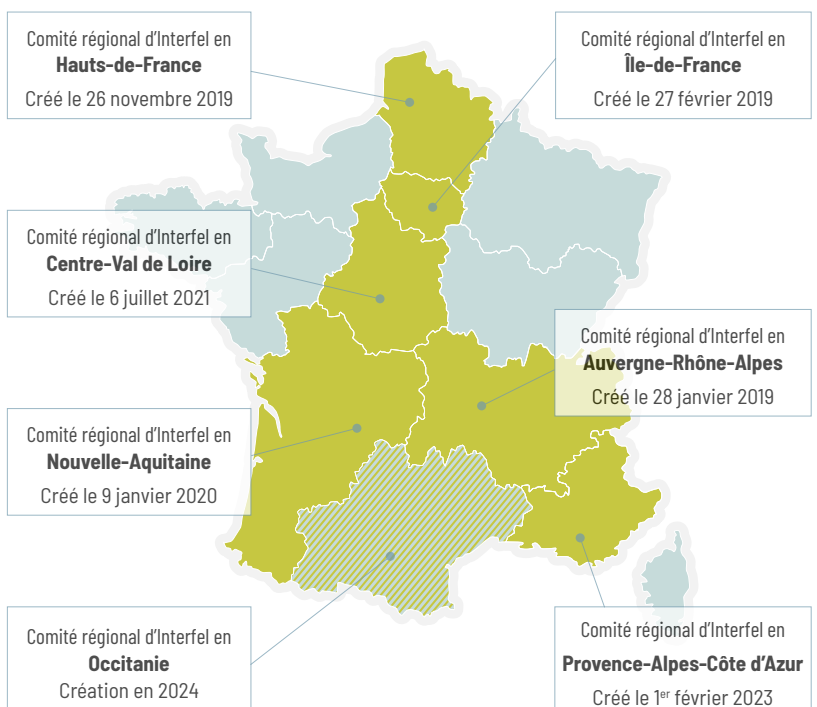 Comité régional d'Interfel en
Hauts-de-France
Créé le 26 novembre 2019
Comité régional d'Interfel en
Île-de-France
Créé le 27 février 2019
Comité régional d'Interfel en
Centre-Val de Loire
Créé le 6 juillet 2021
Comité régional d'Interfel en
Auvergne-Rhône-Alpes
Créé le 28 janvier 2019
Comité régional d'Interfel en
Nouvelle-Aquitaine
Créé le 9 janvier 2020
Comité régional d'Interfel en
Occitanie
Création en 2024
Comité régional d'Interfel en
Provence-Alpes-Côte d'Azur
Créé le 1er février 2023